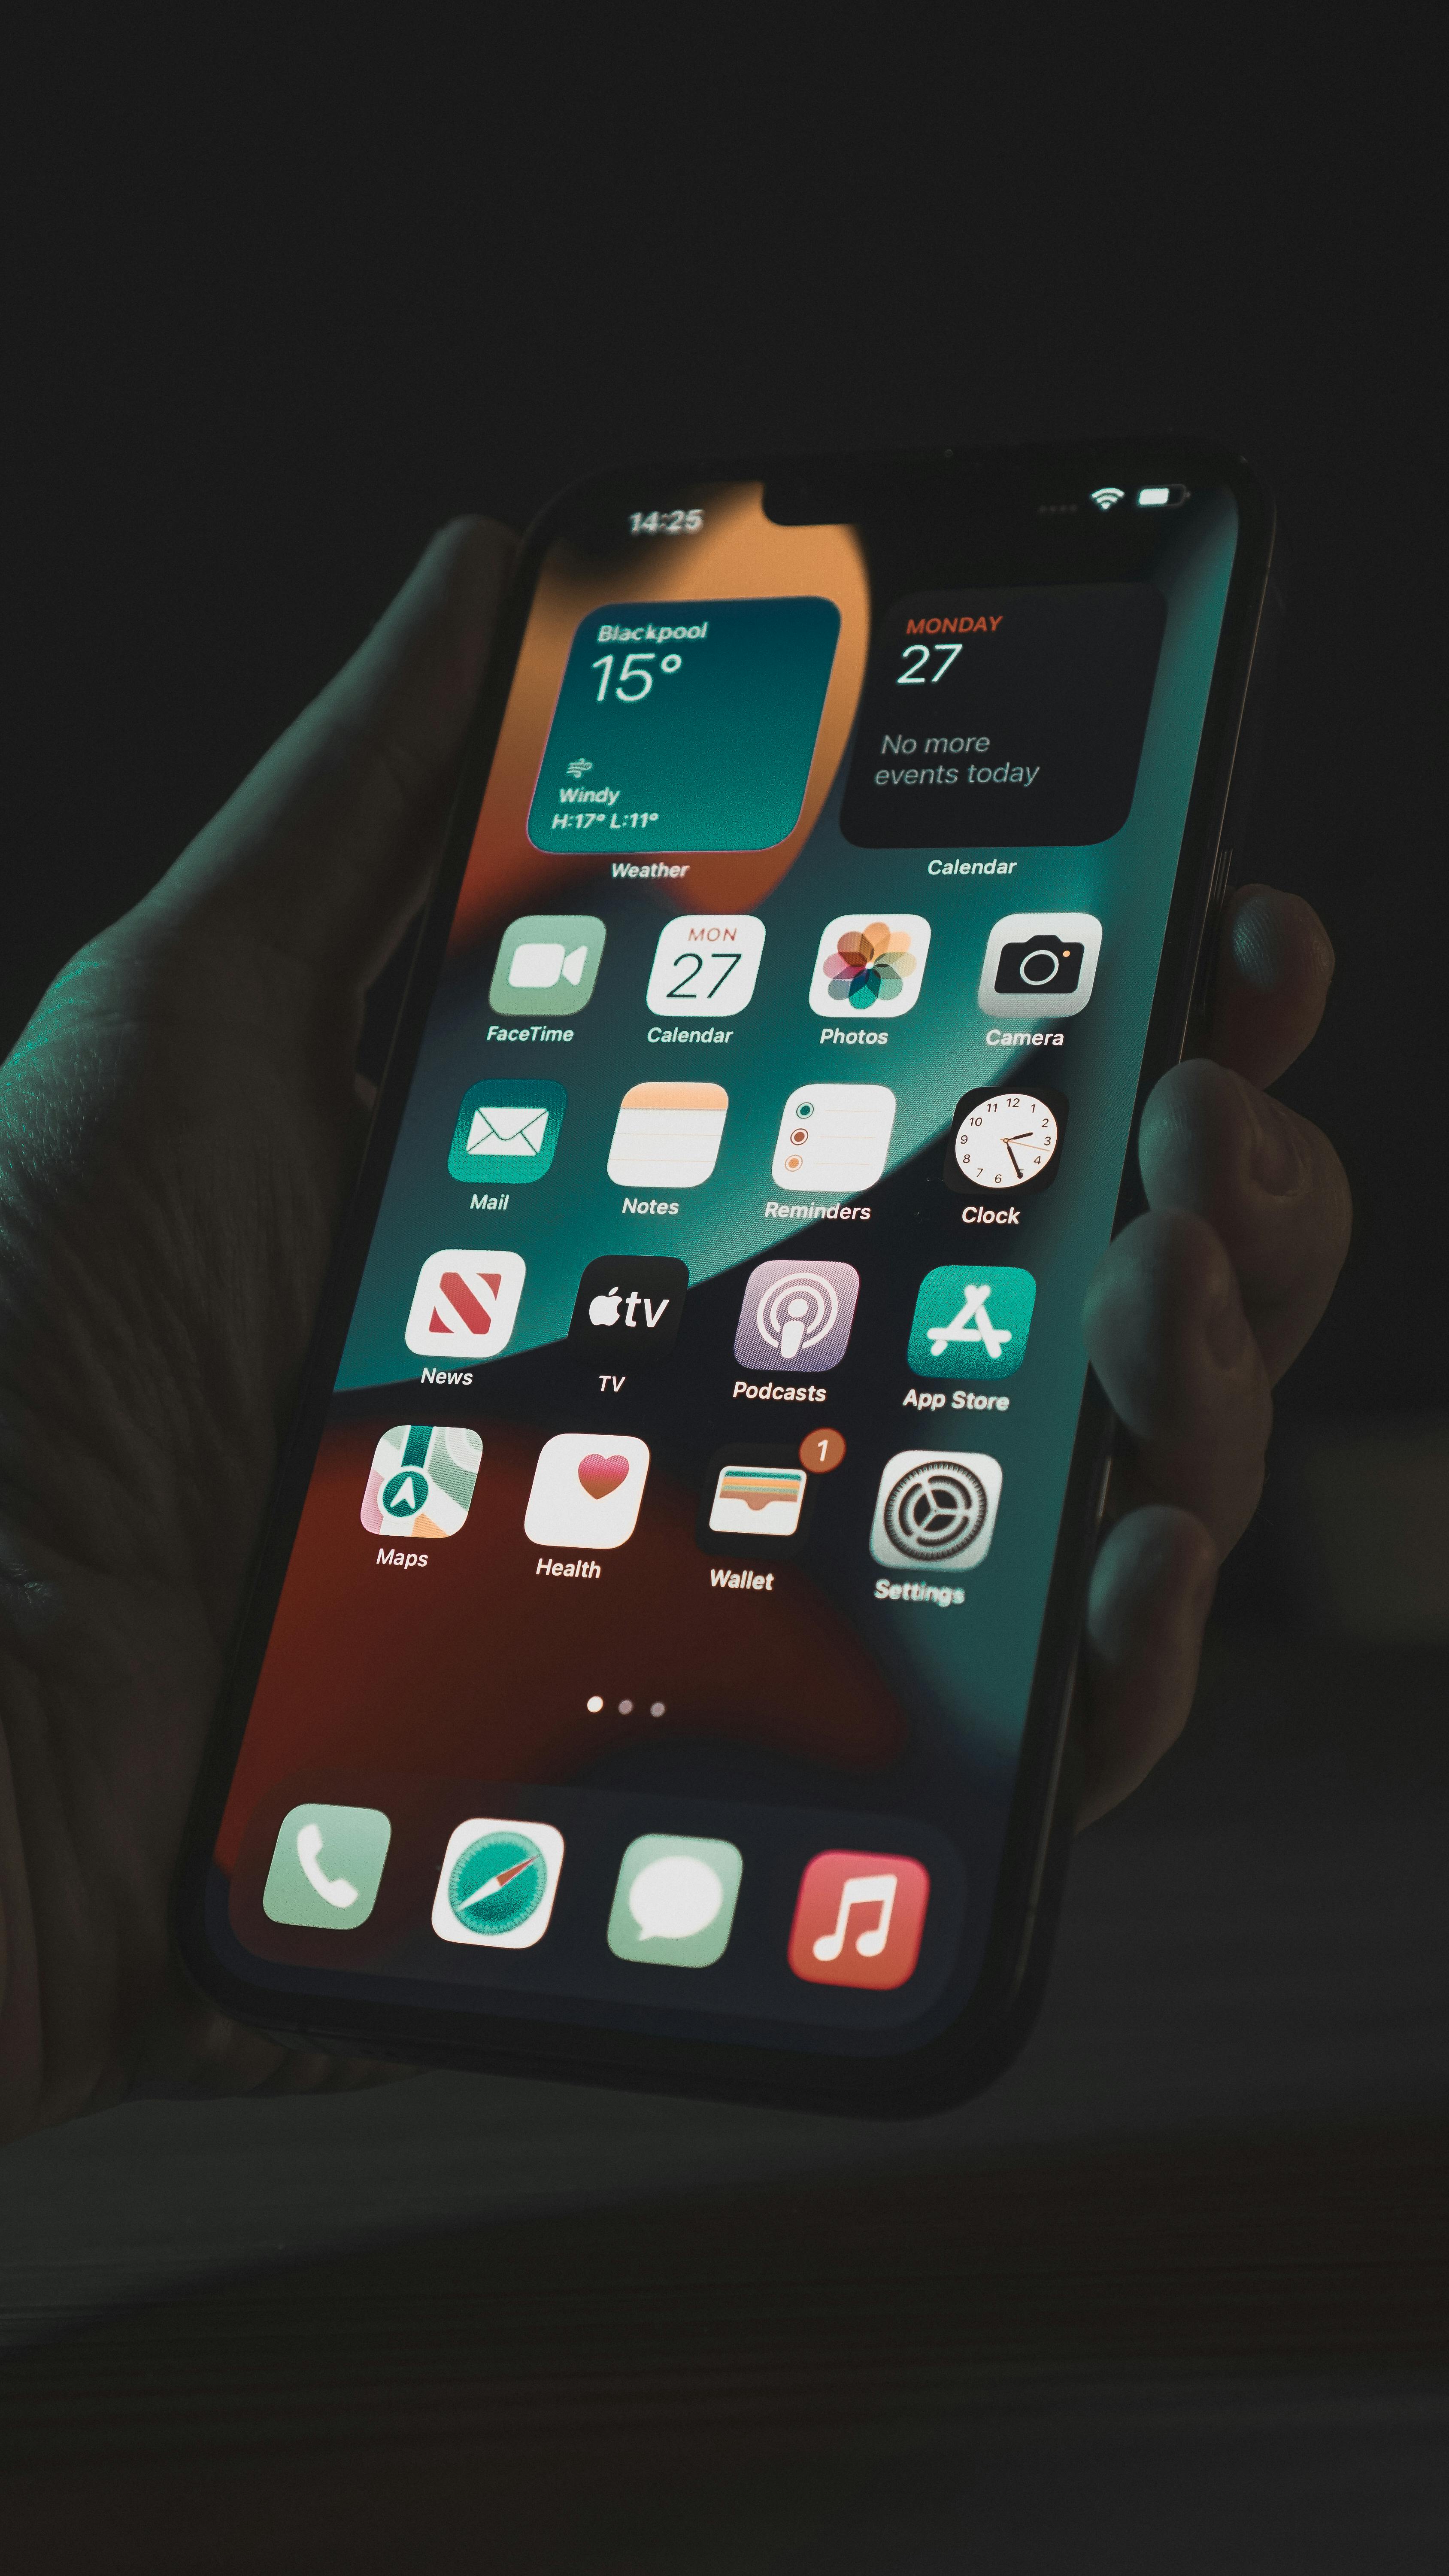 14:25
Blackpool
15°
Windy
H:17° L:11°
Weather
MONDAY
27
No more
events today
Calendar
FaceTime
MON
27
Calendar
Photos
Camera
Mail
Notes
Reminders
12
1
2
3
4
5
6
7
8
9
10
11
Clock
News
tv
TV
Podcasts
App Store
Maps
Health
1
Wallet
Settings